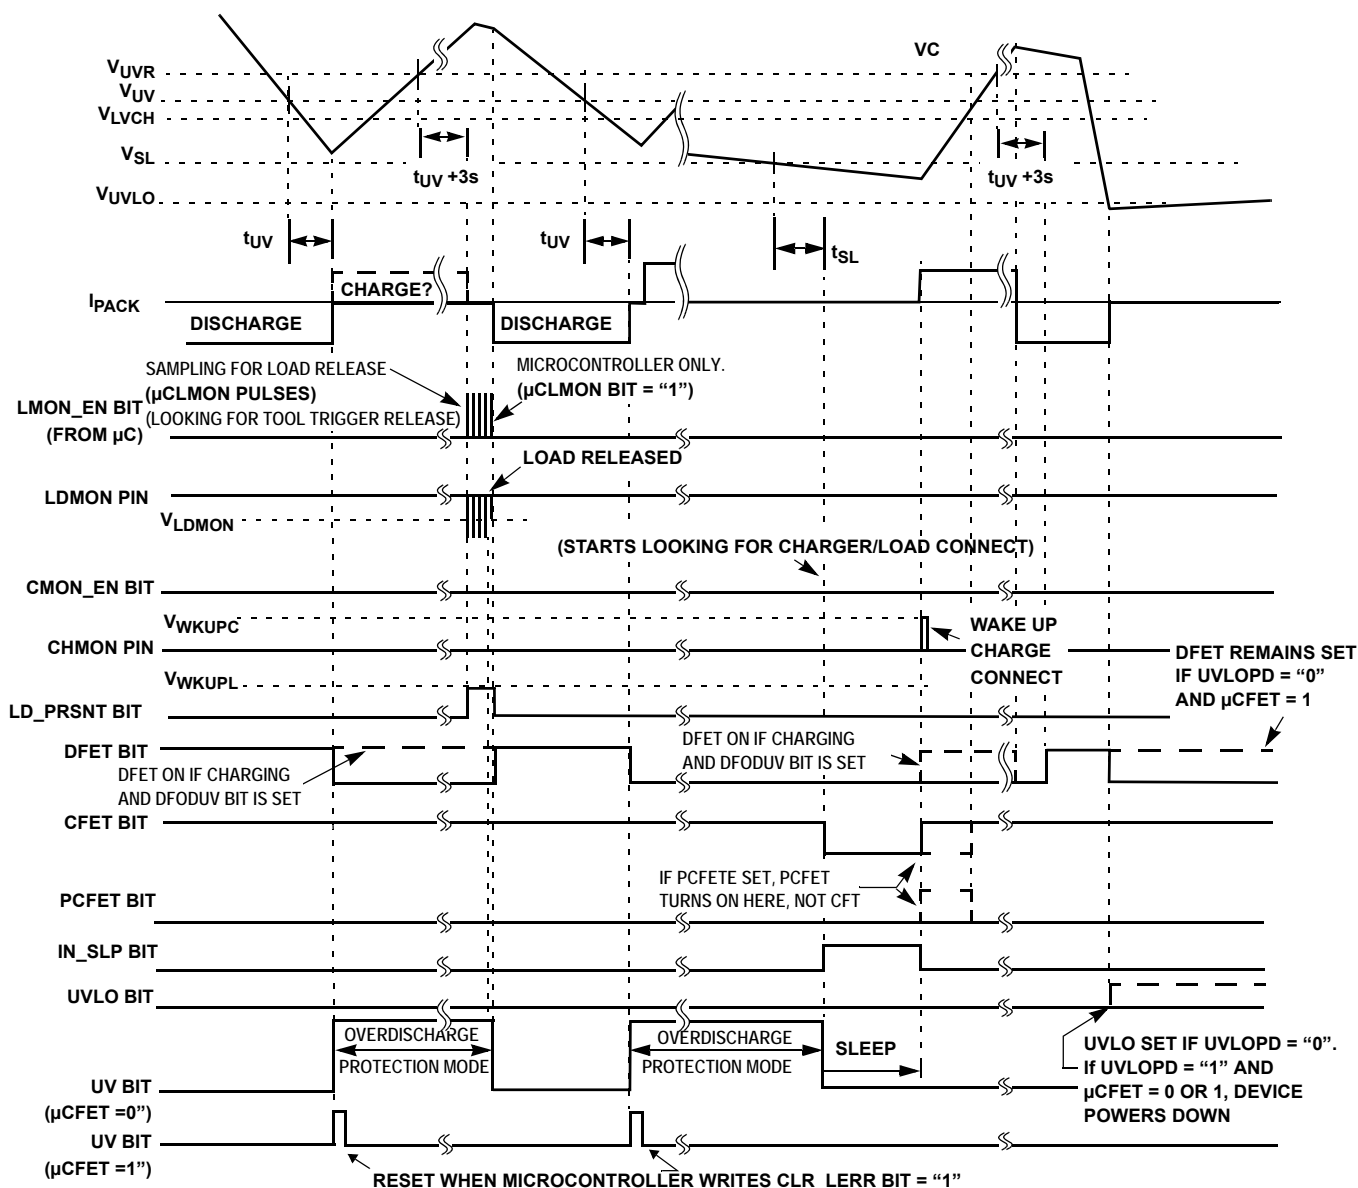 VC
VUVR
VUV
VLVCH
VSL
tUV +3s
tUV +3s
VUVLO
tUV
tUV
tSL
CHARGE?
IPACK
DISCHARGE
DISCHARGE
SAMPLING FOR LOAD RELEASE
(µCLMON PULSES)
(LOOKING FOR TOOL TRIGGER RELEASE)
MICROCONTROLLER ONLY.
(µCLMON BIT = “1”)
LMON_EN BIT
(FROM µC)
LOAD RELEASED
LDMON PIN
VLDMON
(STARTS LOOKING FOR CHARGER/LOAD CONNECT)
CMON_EN BIT
VWKUPC
CHMON PIN
WAKE UP
CHARGE
CONNECT
VWKUPL
LD_PRSNT BIT
DFET REMAINS SET
IF UVLOPD = “0”
AND µCFET = 1
DFET BIT
DFET ON IF CHARGING
AND DFODUV BIT IS SET
DFET ON IF CHARGING
AND DFODUV BIT IS SET
CFET BIT
IF PCFETE SET, PCFET
TURNS ON HERE, NOT CFT
PCFET BIT
IN_SLP BIT
UVLO BIT
OVERDISCHARGE
PROTECTION MODE
OVERDISCHARGE
PROTECTION MODE
SLEEP
UVLO SET IF UVLOPD = “0”.
If UVLOPD = “1” AND
µCFET = 0 OR 1, DEVICE
POWERS DOWN
UV BIT
(µCFET =0”)
UV BIT
(µCFET =1”)
RESET WHEN MICROCONTROLLER WRITES CLR_LERR BIT = “1”